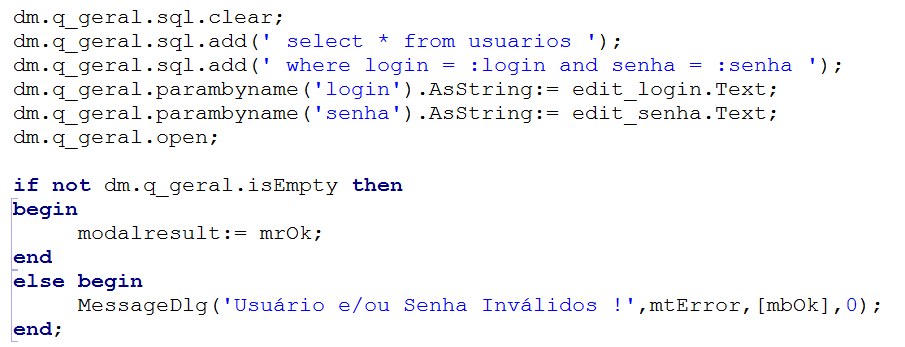 dm.q_geral.sql.clear;
dm.q_geral.sql.add(' select * from usuarios ');
dm.q_geral.sql.add(' where login = :login and senha = :senha ');
dm.q_geral.parambyname('login').AsString:= edit_login.Text;
dm.q_geral.parambyname('senha').AsString:= edit_senha.Text;
dm.q_geral.open;

if not dm.q_geral.isEmpty then
begin
     modalresult:= mrOk;
end
else begin
     MessageDlg('Usuário e/ou Senha Inválidos !',mtError,[mbOk],0);
end;